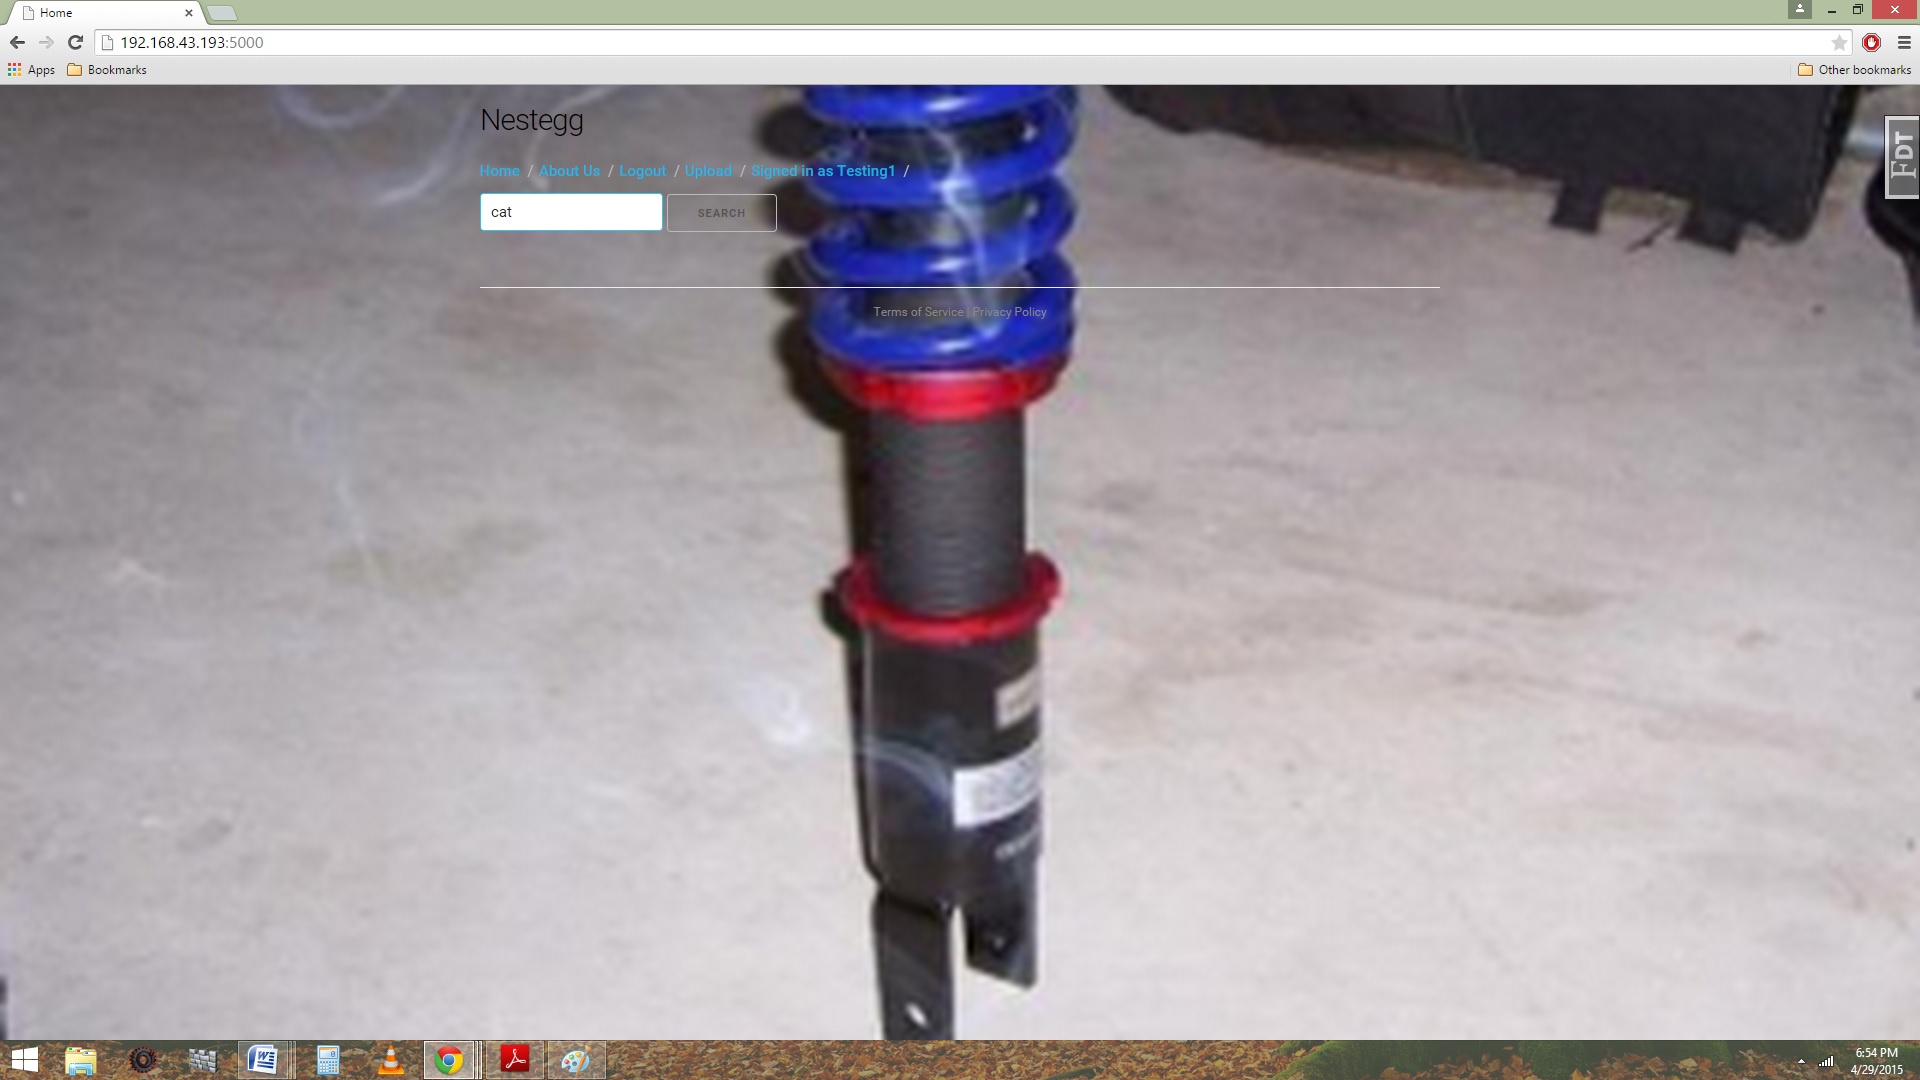 Home
192.168.43.193:5000
Apps Bookmarks Other bookmarks
Nestegg
FDT
Home / About Us / Logout / Upload / Signed in as Testing1 /
cat SEARCH
Terms of Service | Privacy Policy
6:54 PM
4/29/2015